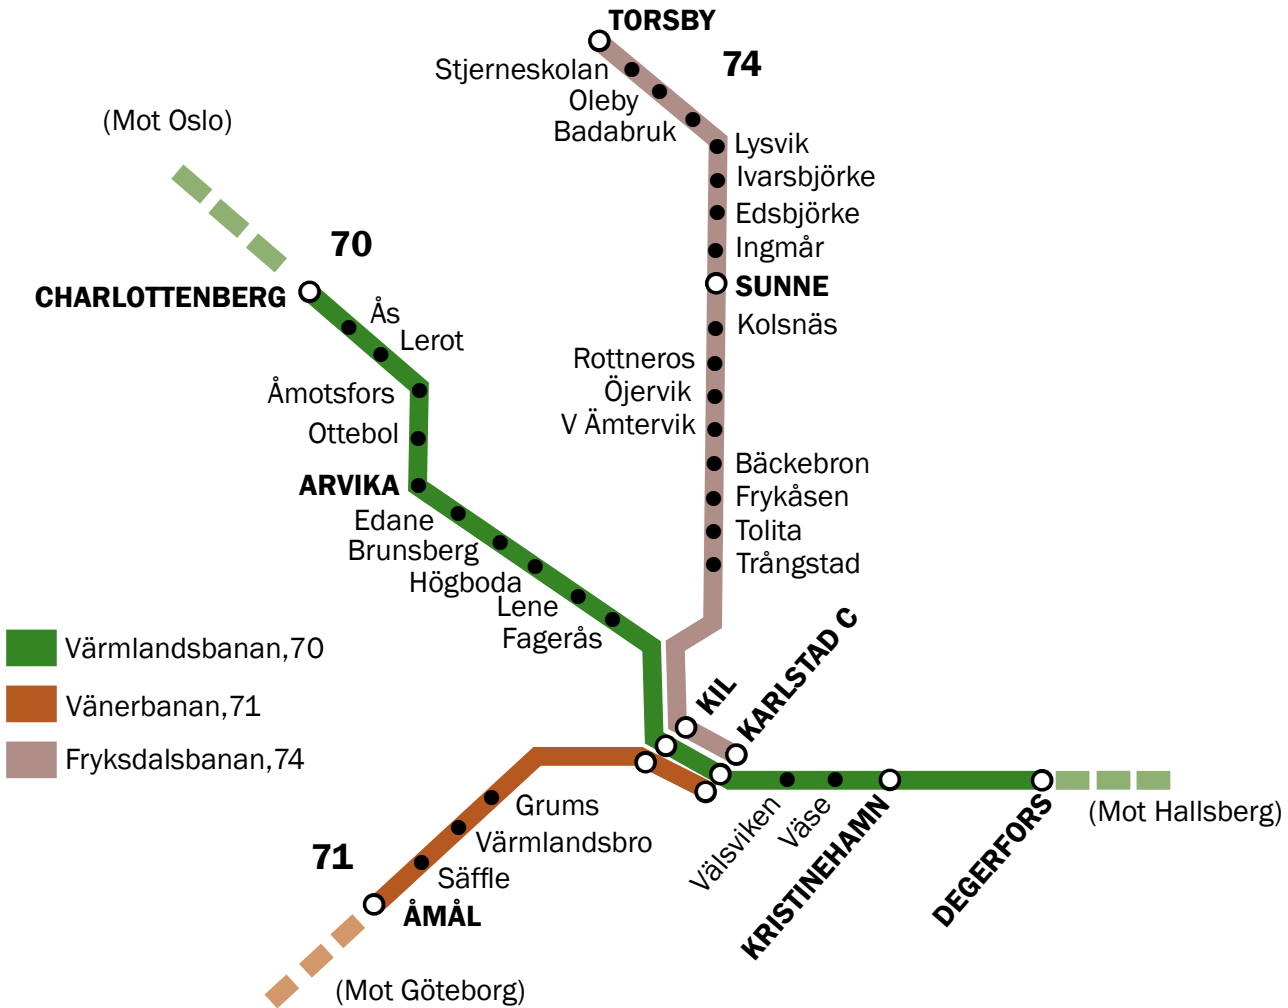 TORSBY
74
Stjerneskolan
Oleby
Badabruk
(Mot Oslo)
Lysvik
Ivarsbjörke
Edsbjörke
Ingmår
SUNNE
Kolsnäs
Rottneros
Öjervik
V Ämtervik
Bäckebron
Frykåsen
Tolita
Trångstad
70
CHARLOTTENBERG
Ås
Lerot
Åmotsfors
Ottebol
ARVIKA
Edane
Brunsberg
Högboda
Lene
Fagerås
Värmlandsbanan,70
Vänerbanan,71
Fryksdalsbanan,74
KIL
KARLSTAD C
Välsviken
Väse
KRISTINEHAMN
DEGERFORS
(Mot Hallsberg)
Grums
Värmlandsbro
Säffle
71
ÅMÅL
(Mot Göteborg)